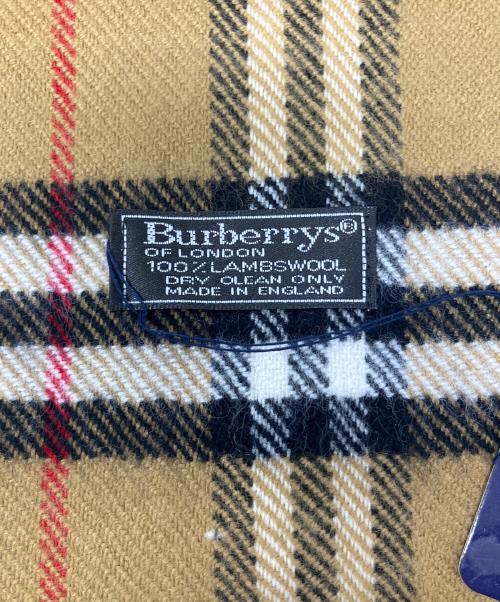 Burberrys®
OF LONDON
100% LAMBSWOOL
DRY CLEAN ONLY
MADE IN ENGLAND